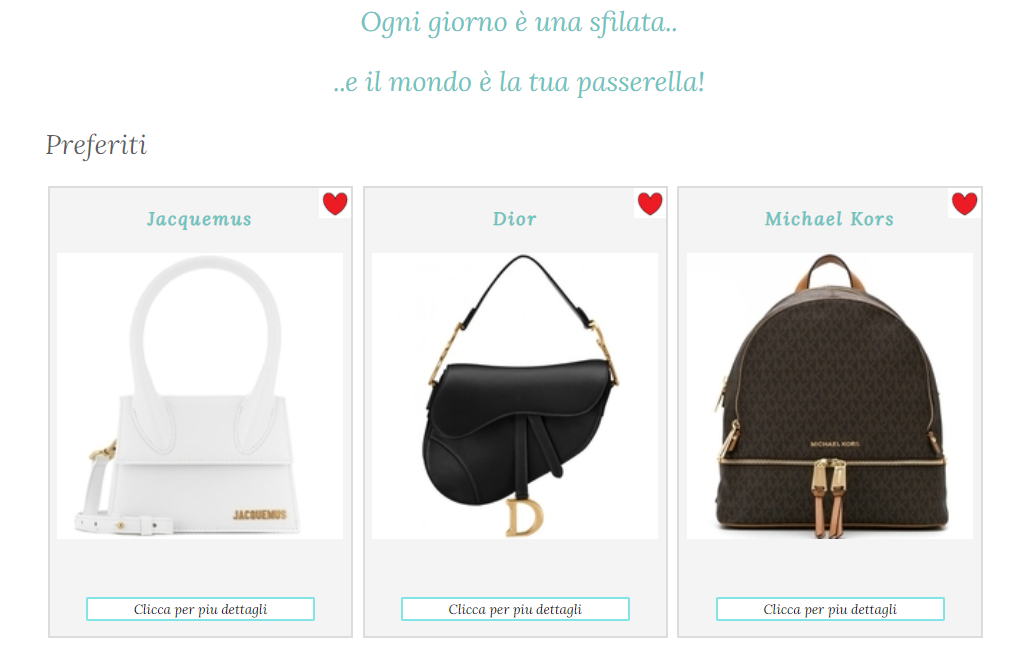 Ogni giorno è una sfilata..
..e il mondo è la tua passerella!
Preferiti
Jacquemus
Dior
Michael Kors
JACQUEMUS
D
MICHAEL KORS
Clicca per piu dettagli
Clicca per piu dettagli
Clicca per piu dettagli